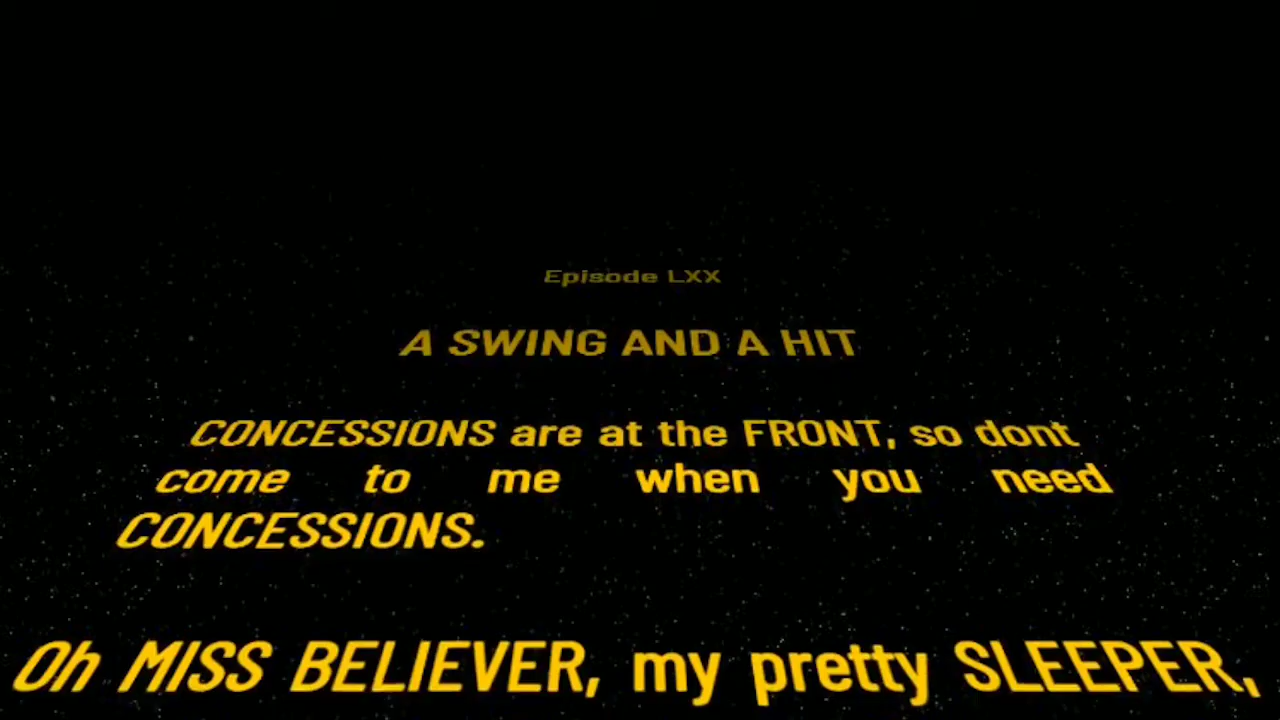 Episode LXX
A SWING AND A HIT
CONCESSIONS are at the FRONT, so dont
come to me when you need
CONCESSIONS.
Oh MISS BELIEVER, my pretty SLEEPER,